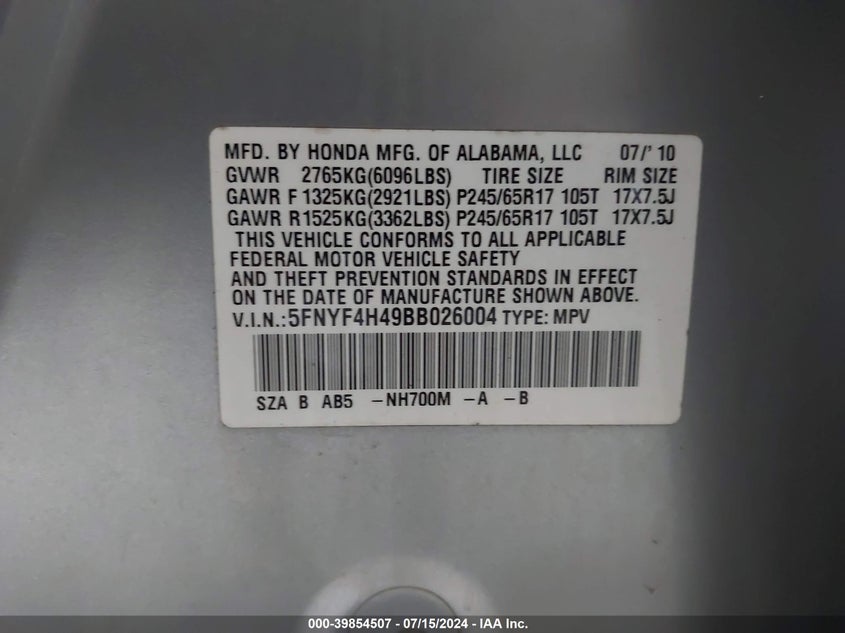 MFD. BY HONDA MFG. OF ALABAMA, LLC 07/' 10
GVWR 2765KG(6096LBS) TIRE SIZE RIM SIZE
GAWR F 1325KG(2921LBS) P245/65R17 105T 17X7.5J
GAWR R1525KG(3362LBS) P245/65R17 105T 17X7.5J
THIS VEHICLE CONFORMS TO ALL APPLICABLE
FEDERAL MOTOR VEHICLE SAFETY
AND THEFT PREVENTION STANDARDS IN EFFECT
ON THE DATE OF MANUFACTURE SHOWN ABOVE.
V.I.N.:5FNYF4H49BB026004 TYPE: MPV
SZA B AB5 -NH700M -A -B
000-39854507 - 07/15/2024 - IAA Inc.